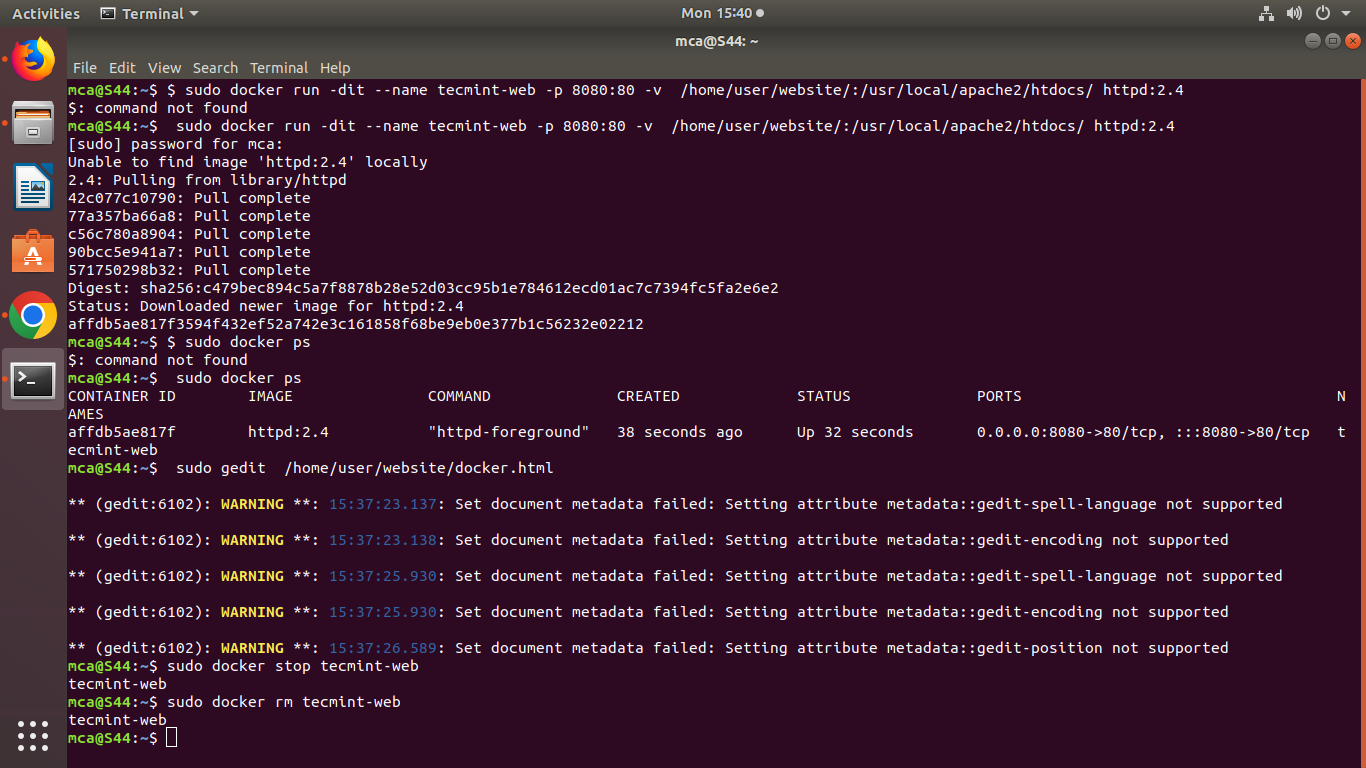 Activities Terminal Mon 15:40
mca@S44: ~
File Edit View Search Terminal Help
mca@S44:~$ $ sudo docker run -dit --name tecmint-web -p 8080:80 -v  /home/user/website/:/usr/local/apache2/htdocs/ httpd:2.4
$: command not found
mca@S44:~$  sudo docker run -dit --name tecmint-web -p 8080:80 -v  /home/user/website/:/usr/local/apache2/htdocs/ httpd:2.4
[sudo] password for mca:
Unable to find image 'httpd:2.4' locally
2.4: Pulling from library/httpd
42c077c10790: Pull complete
77a357ba66a8: Pull complete
c56c780a8904: Pull complete
90bcc5e941a7: Pull complete
571750298b32: Pull complete
Digest: sha256:c479bec894c5a7f8878b28e52d03cc95b1e784612ecd01ac7c7394fc5fa2e6e2
Status: Downloaded newer image for httpd:2.4
affdb5ae817f3594f432ef52a742e3c161858f68be9eb0e377b1c56232e02212
mca@S44:~$ $ sudo docker ps
$: command not found
mca@S44:~$  sudo docker ps
CONTAINER ID        IMAGE               COMMAND              CREATED             STATUS              PORTS                                   N
AMES
affdb5ae817f        httpd:2.4           "httpd-foreground"   38 seconds ago      Up 32 seconds       0.0.0.0:8080->80/tcp, :::8080->80/tcp   t
ecmint-web
mca@S44:~$  sudo gedit  /home/user/website/docker.html
** (gedit:6102): WARNING **: 15:37:23.137: Set document metadata failed: Setting attribute metadata::gedit-spell-language not supported
** (gedit:6102): WARNING **: 15:37:23.138: Set document metadata failed: Setting attribute metadata::gedit-encoding not supported
** (gedit:6102): WARNING **: 15:37:25.930: Set document metadata failed: Setting attribute metadata::gedit-spell-language not supported
** (gedit:6102): WARNING **: 15:37:25.930: Set document metadata failed: Setting attribute metadata::gedit-encoding not supported
** (gedit:6102): WARNING **: 15:37:26.589: Set document metadata failed: Setting attribute metadata::gedit-position not supported
mca@S44:~$ sudo docker stop tecmint-web
tecmint-web
mca@S44:~$ sudo docker rm tecmint-web
tecmint-web
mca@S44:~$